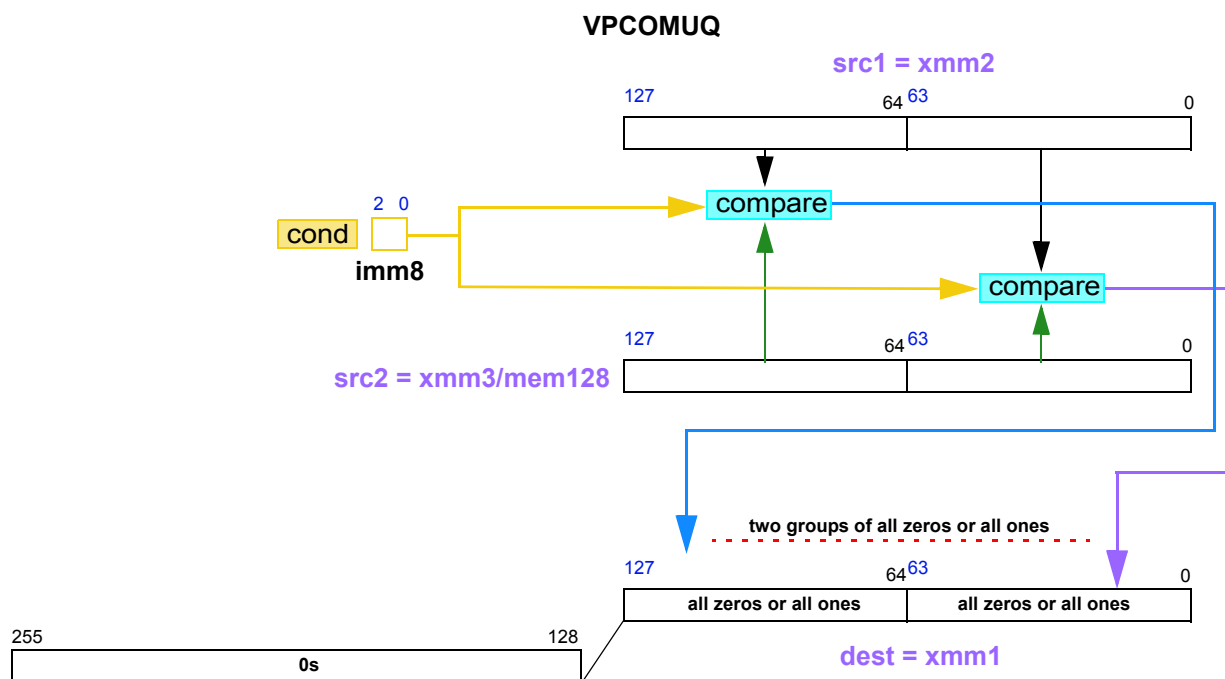 VPCOMUQ
src1 = xmm2
127 64 63 0
compare
2 0
cond
imm8
compare
127 64 63 0
src2 = xmm3/mem128
two groups of all zeros or all ones
127 64 63 0
all zeros or all ones all zeros or all ones
255 128
0s
dest = xmm1